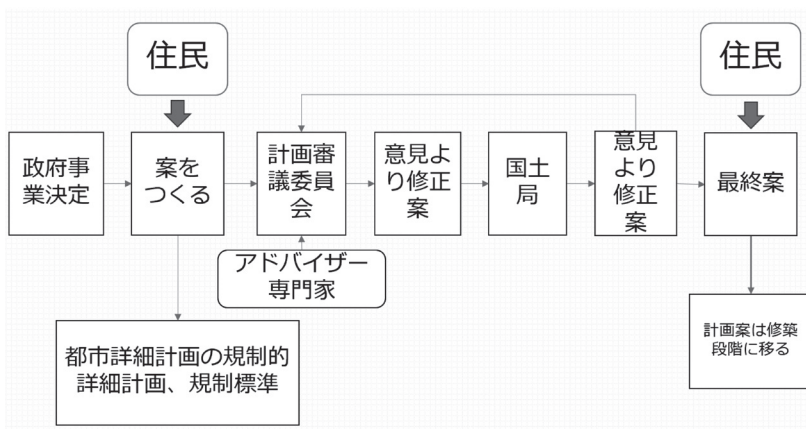 住民
住民
政府事
業決定
案を
つくる
計画審
議委員
会
意見よ
り修正
案
国土
局
意見
より
修正
案
最終案
アドバイザー
専門家
都市詳細計画の規制的
詳細計画、規制標準
計画案は修築
段階に移る